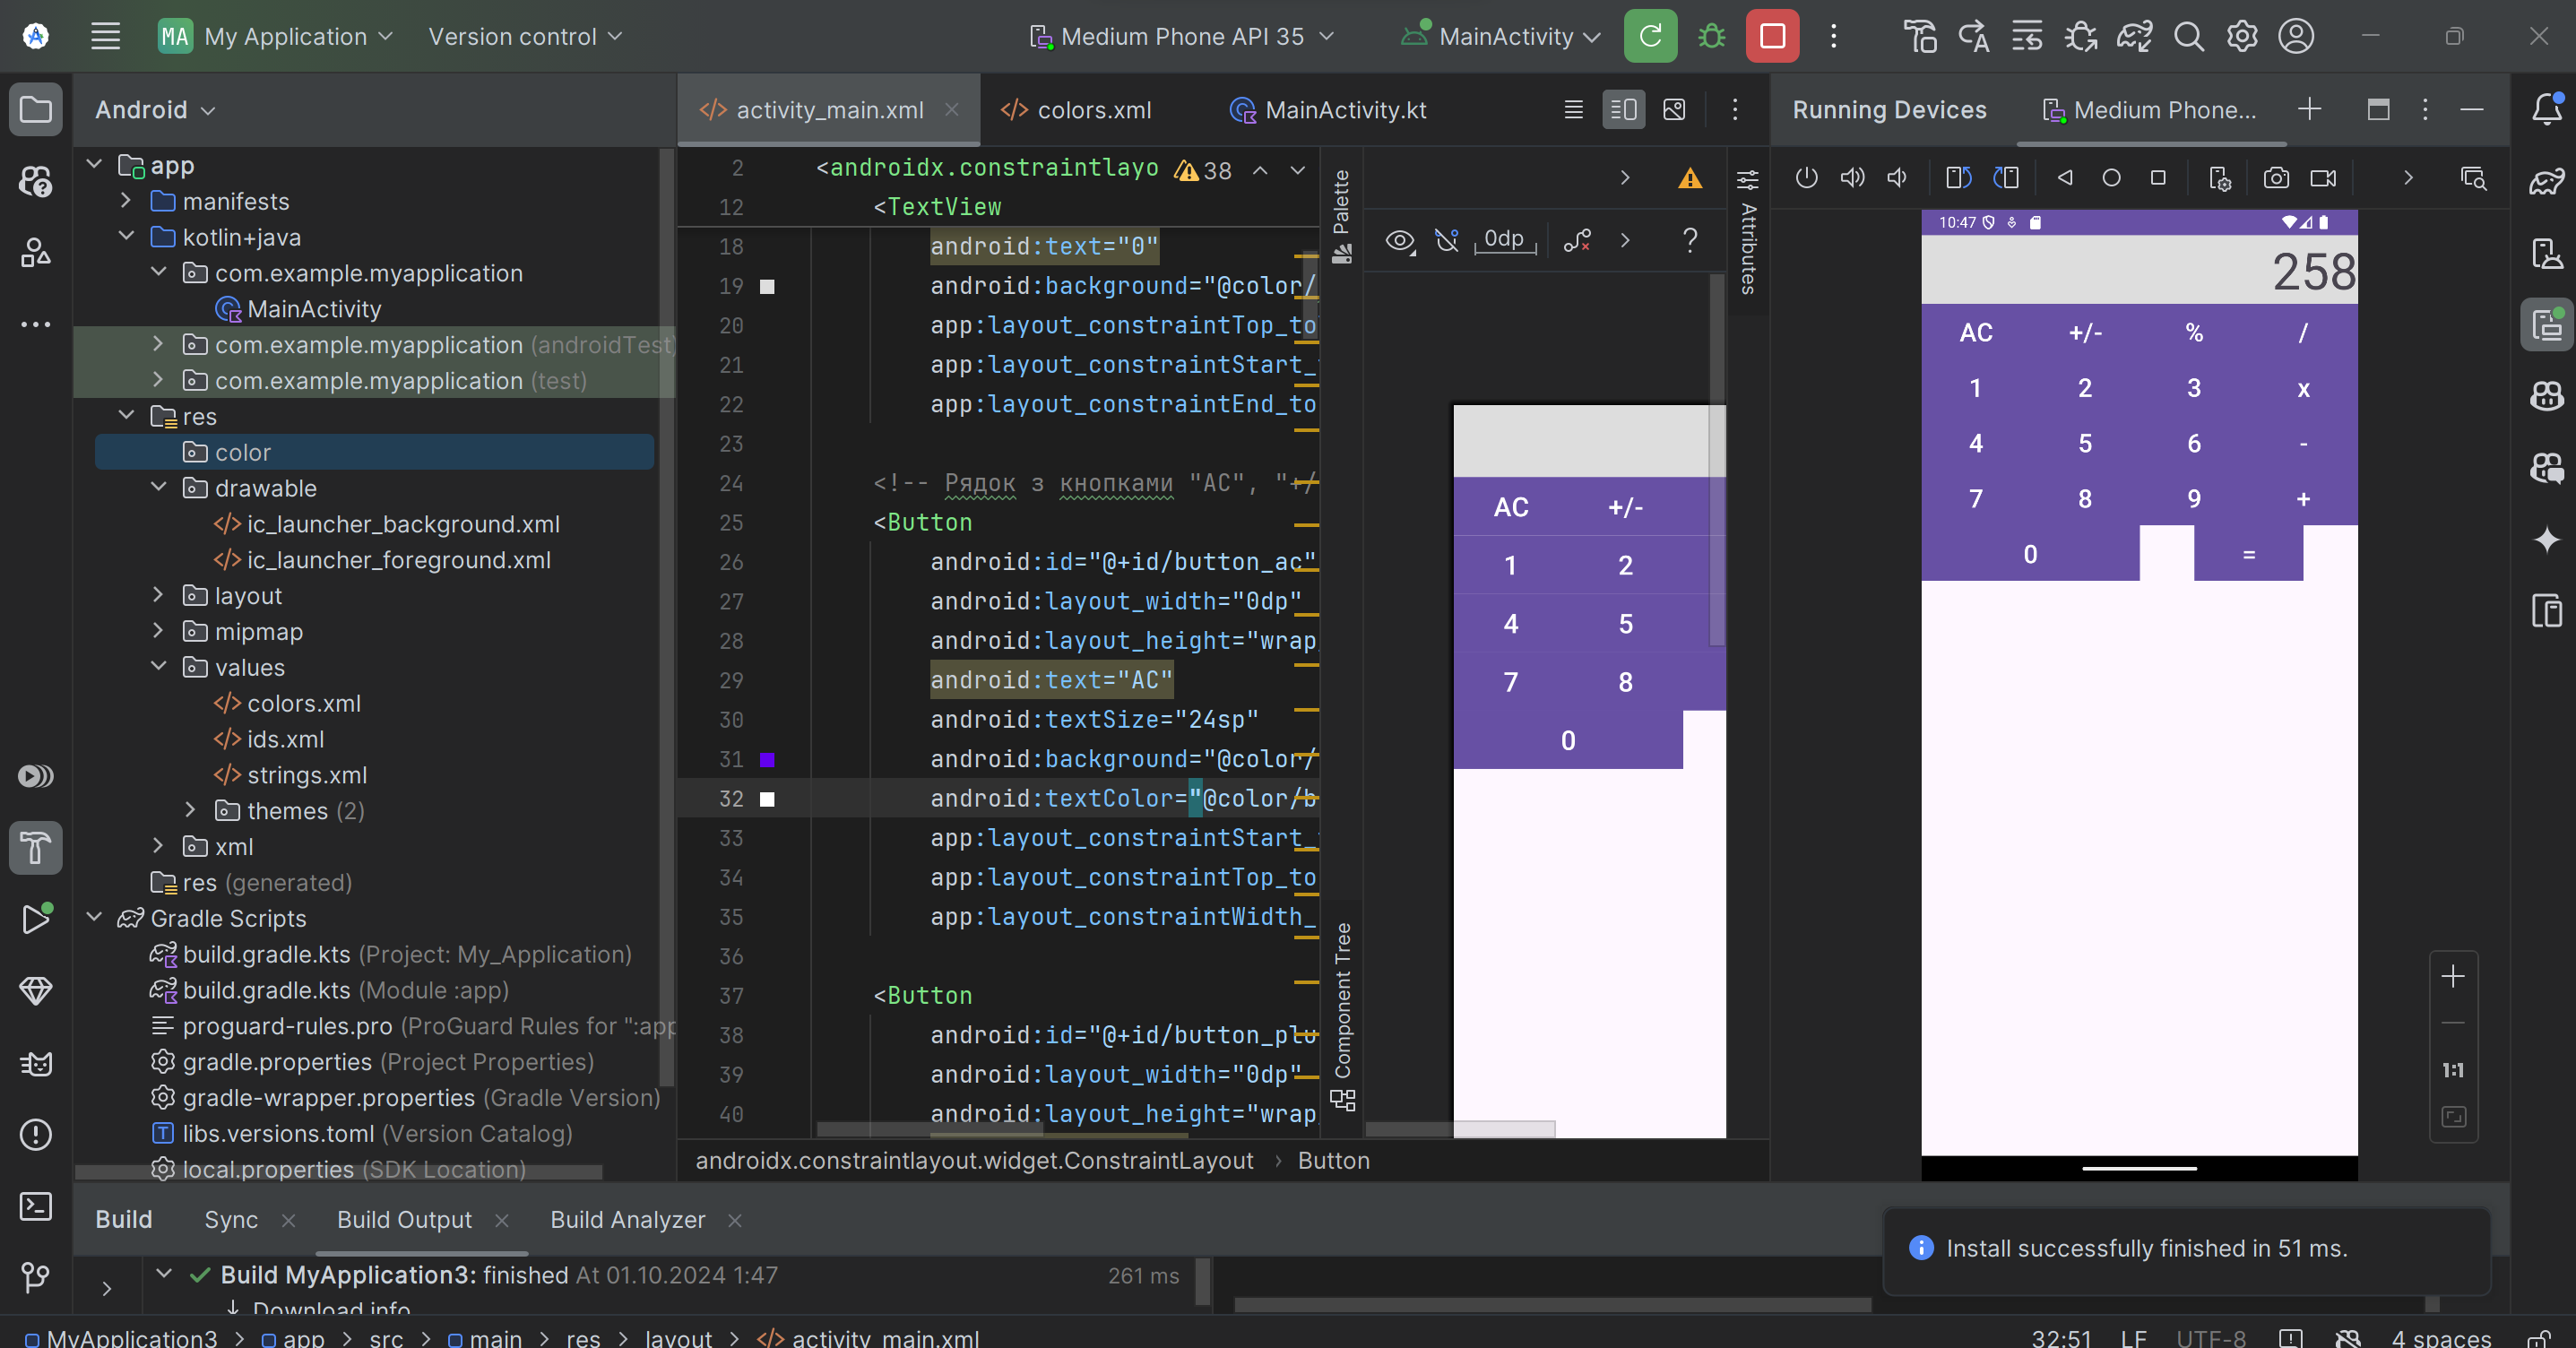 MA My Application
Version control
Medium Phone API 35
MainActivity
Android
activity_main.xml
colors.xml
MainActivity.kt
Running Devices
Medium Phone...
app
manifests
kotlin+java
com.example.myapplication
MainActivity
com.example.myapplication (androidTest)
com.example.myapplication (test)
res
color
drawable
ic_launcher_background.xml
ic_launcher_foreground.xml
layout
mipmap
values
colors.xml
ids.xml
strings.xml
themes (2)
xml
res (generated)
Gradle Scripts
build.gradle.kts (Project: My_Application)
build.gradle.kts (Module :app)
proguard-rules.pro (ProGuard Rules for ":app
gradle.properties (Project Properties)
gradle-wrapper.properties (Gradle Version)
libs.versions.toml (Version Catalog)
local.properties (SDK Location)
38
2 <androidx.constraintlayo
12 <TextView
18 android:text="0"
19 android:background="@color/
20 app:layout_constraintTop_to
21 app:layout_constraintStart_
22 app:layout_constraintEnd_to
23
24 <!-- Рядок з кнопками "AC", "+/
25 <Button
26 android:id="@+id/button_ac"
27 android:layout_width="0dp"
28 android:layout_height="wrap
29 android:text="AC"
30 android:textSize="24sp"
31 android:background="@color/
32 android:textColor="@color/b
33 app:layout_constraintStart_
34 app:layout_constraintTop_to
35 app:layout_constraintWidth_
36
37 <Button
38 android:id="@+id/button_plu
39 android:layout_width="0dp"
40 android:layout_height="wrap
androidx.constraintlayout.widget.ConstraintLayout > Button
Palette
Component Tree
0dp
?
Attributes
AC +/-
1 2
4 5
7 8
0
10:47
258
AC +/- % /
1 2 3 x
4 5 6 -
7 8 9 +
0 =
1:1
Build
Sync
Build Output
Build Analyzer
Build MyApplication3: finished At 01.10.2024 1:47
261 ms
Download info
Install successfully finished in 51 ms.
MyApplication3 > app > src > main > res > layout > activity_main.xml
32:51 LF UTF-8 4 spaces